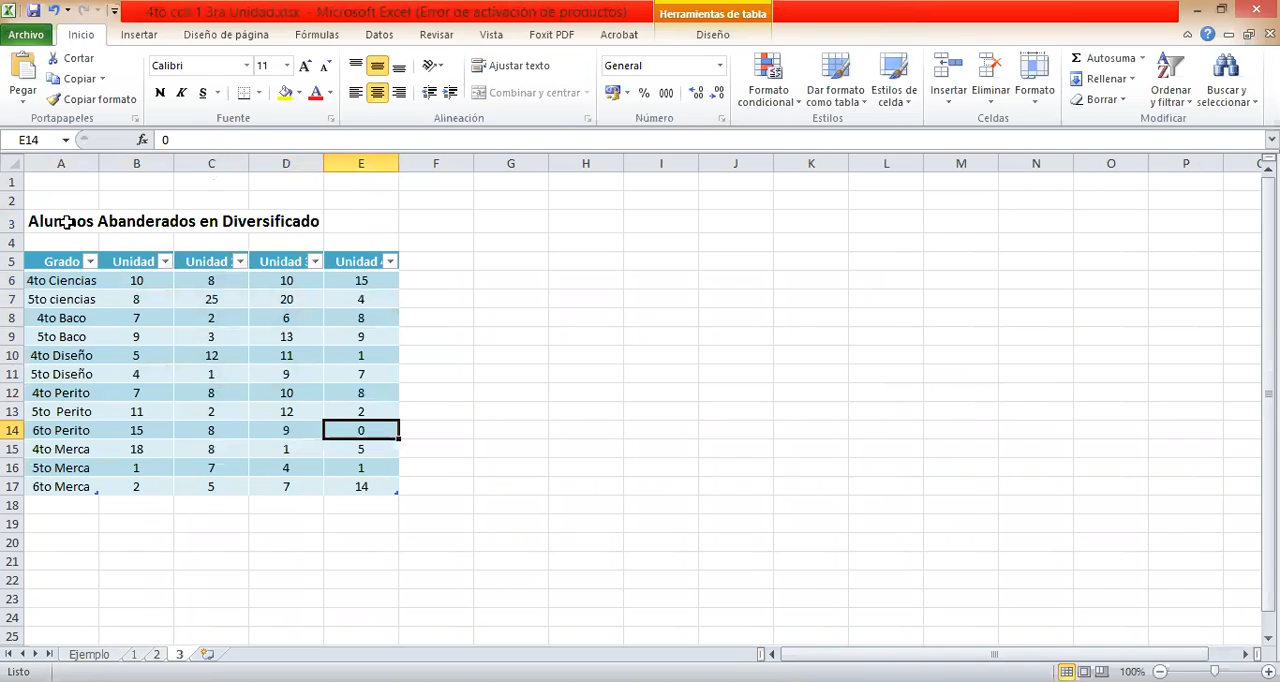 4to ccll 1 3ra Unidad.xlsx - Microsoft Excel (Error de activación de productos)
Herramientas de tabla
Archivo Inicio Insertar Diseño de página Fórmulas Datos Revisar Vista Foxit PDF Acrobat Diseño
Pegar
Cortar
Copiar
Copiar formato
Portapapeles
Calibri 11
N K S A
Fuente
Ajustar texto
Combinar y centrar
Alineación
General
% 000
Número
Formato condicional
Dar formato como tabla
Estilos de celda
Estilos
Insertar Eliminar Formato
Celdas
Σ Autosuma
Rellenar
Borrar
Ordenar y filtrar
Buscar y seleccionar
Modificar
E14 fx 0
A B C D E F G H I J K L M N O P
1
2
3 Alumnos Abanderados en Diversificado
4
5 Grado Unidad Unidad Unidad Unidad
6 4to Ciencias 10 8 10 15
7 5to ciencias 8 25 20 4
8 4to Baco 7 2 6 8
9 5to Baco 9 3 13 9
10 4to Diseño 5 12 11 1
11 5to Diseño 4 1 9 7
12 4to Perito 7 8 10 8
13 5to Perito 11 2 12 2
14 6to Perito 15 8 9 0
15 4to Merca 18 8 1 5
16 5to Merca 1 7 4 1
17 6to Merca 2 5 7 14
18
19
20
21
22
23
24
25
Ejemplo 1 2 3
Listo 100%